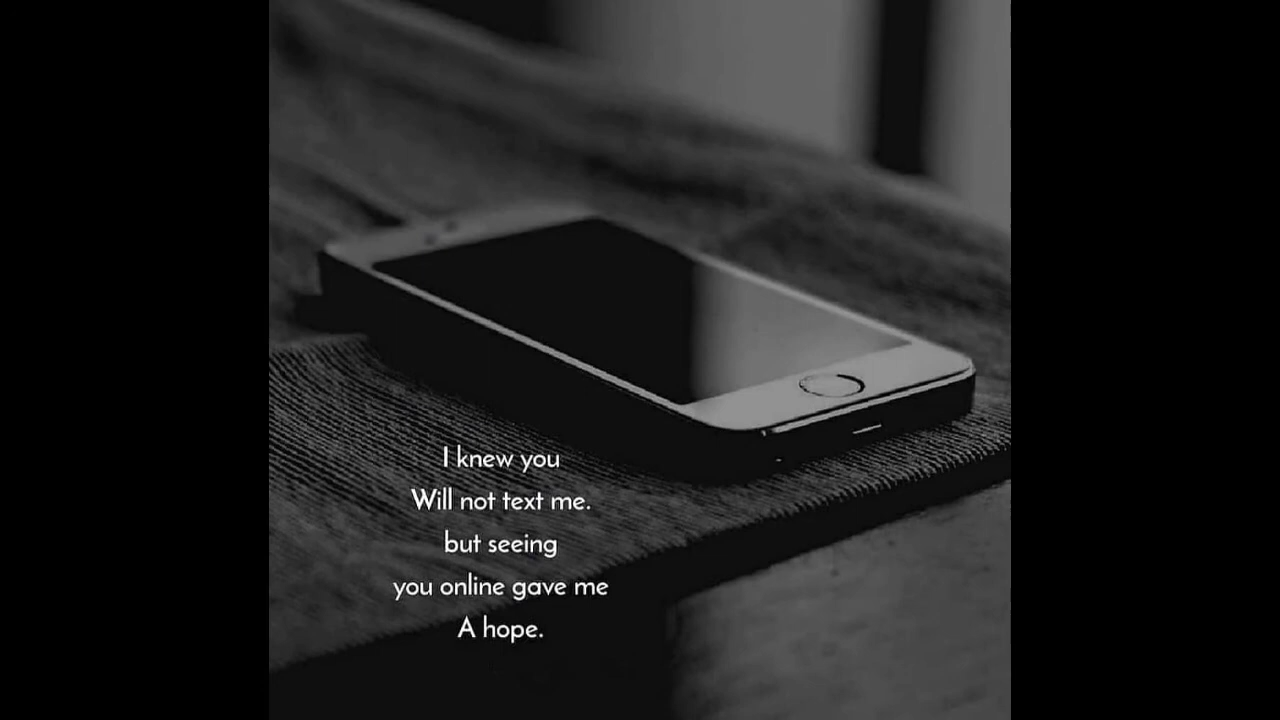 I knew you
Will not text me.
but seeing
you online gave me
A hope.